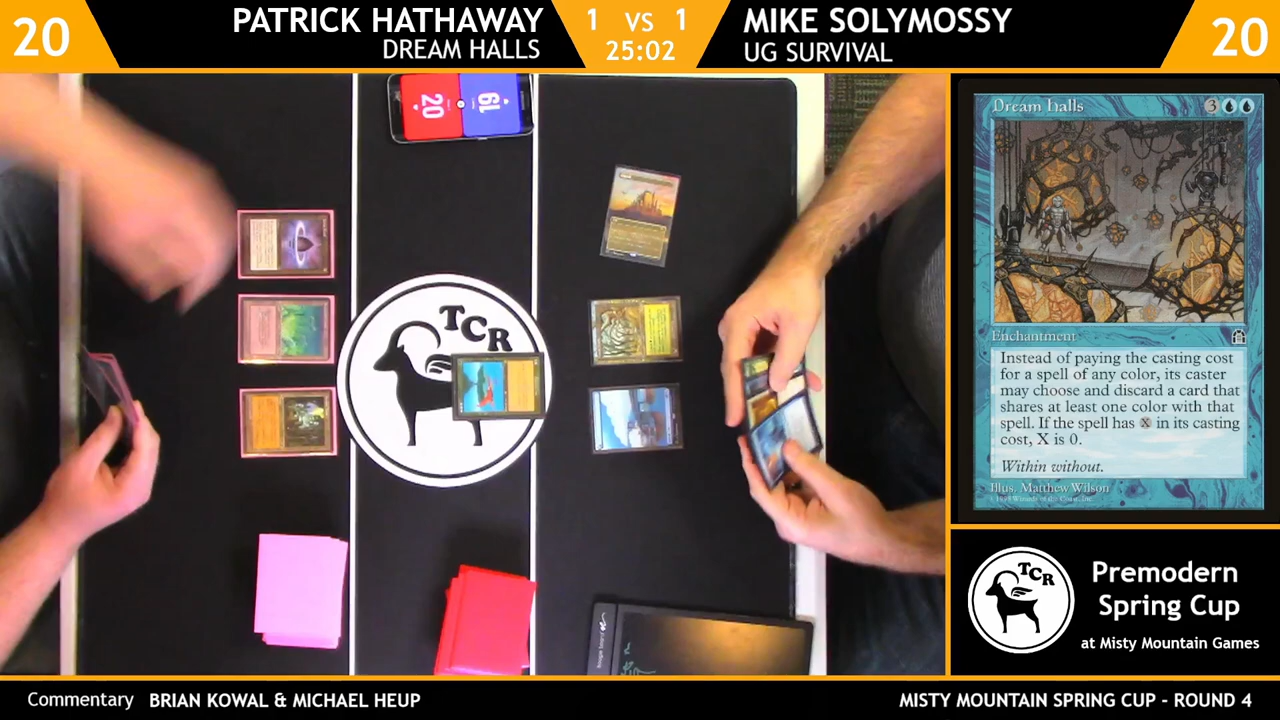 20
PATRICK HATHAWAY
DREAM HALLS
1 VS 1
25:02
MIKE SOLYMOSSY
UG SURVIVAL
20
20
19
TCR
Dream Halls
3
Enchantment
Instead of paying the casting cost
for a spell of any color, its caster
may choose and discard a card that
shares at least one color with that
spell. If the spell has X in its casting
cost, X is 0.
Within without.
Illus. Matthew Wilson
TCR
Premodern
Spring Cup
at Misty Mountain Games
Commentary BRIAN KOWAL & MICHAEL HEUP
MISTY MOUNTAIN SPRING CUP - ROUND 4